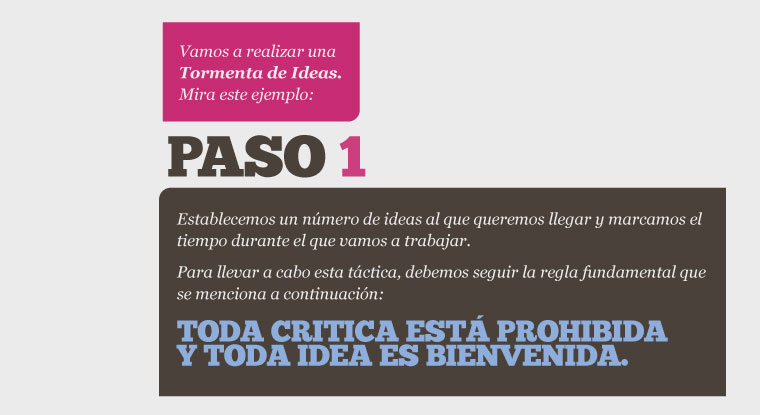 Vamos a realizar una
Tormenta de Ideas.
Mira este ejemplo:
PASO 1
Establecemos un número de ideas al que queremos llegar y marcamos el
tiempo durante el que vamos a trabajar.
Para llevar a cabo esta táctica, debemos seguir la regla fundamental que
se menciona a continuación:
TODA CRITICA ESTÁ PROHIBIDA
Y TODA IDEA ES BIENVENIDA.